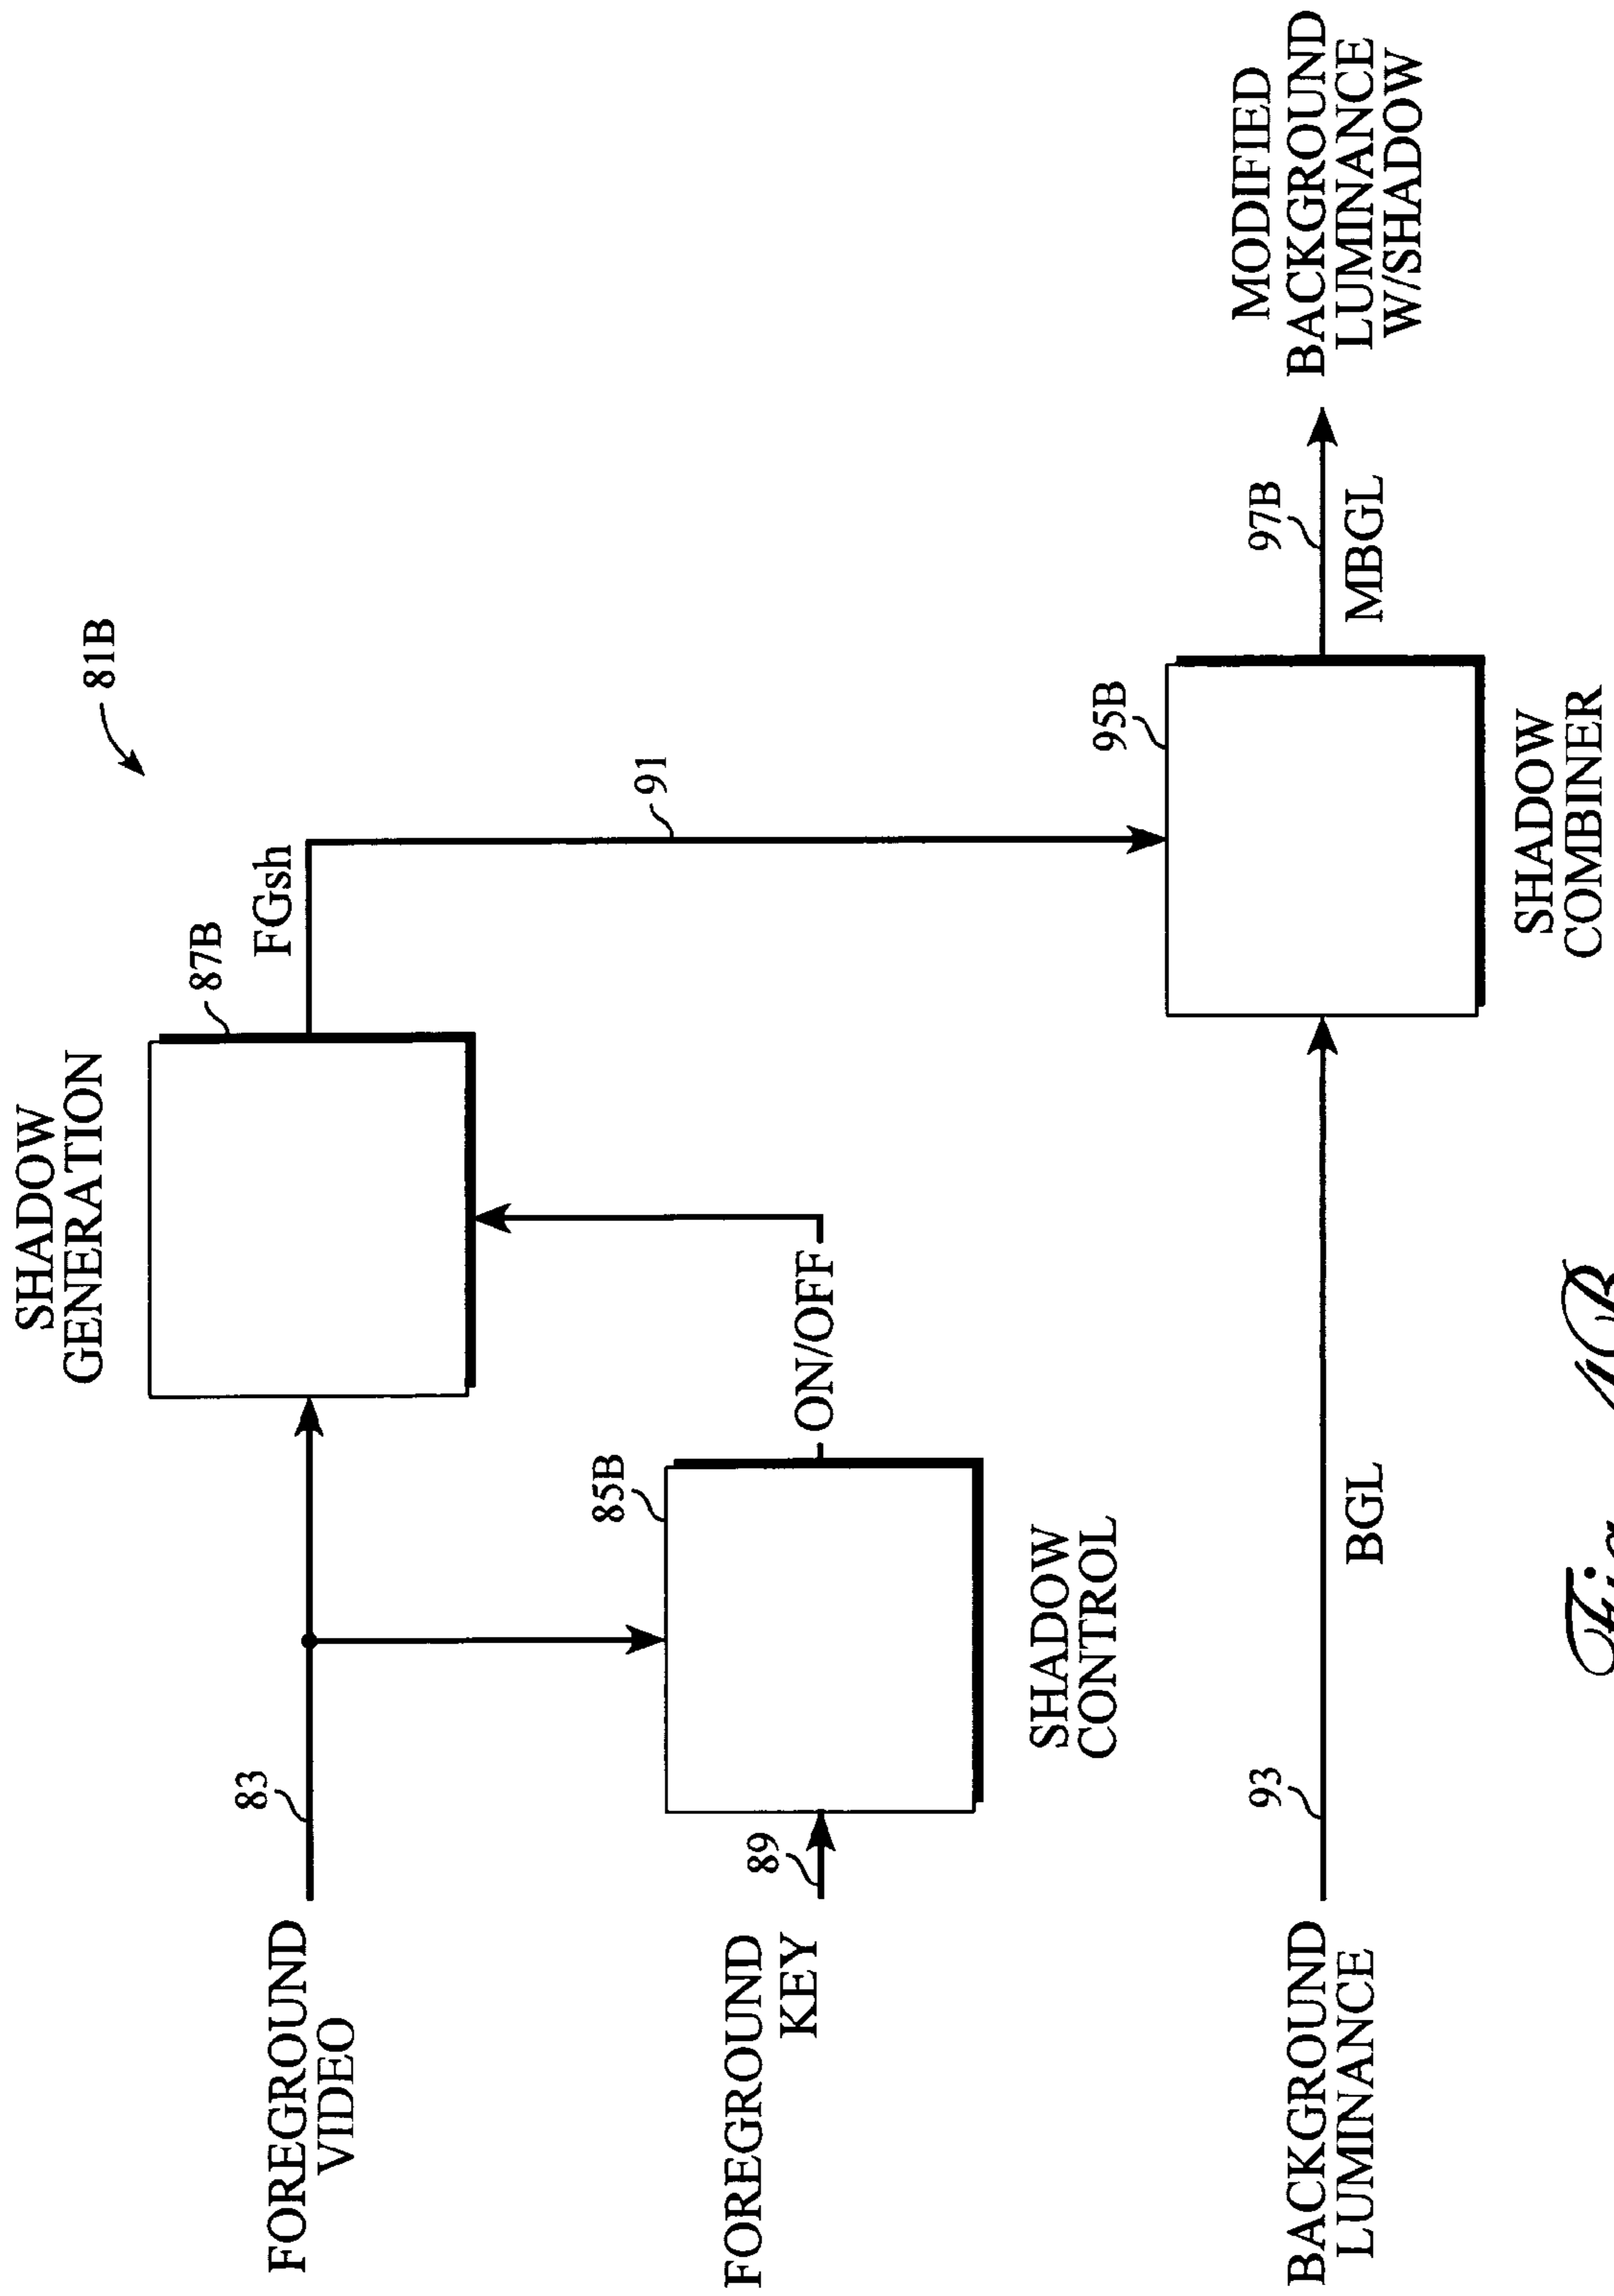 81B
SHADOW
GENERATION
87B
FGsh
FOREGROUND
VIDEO
83
91
ON/OFF
FOREGROUND
KEY
89
85B
SHADOW
CONTROL
BACKGROUND
LUMINANCE
93
BGL
95B
SHADOW
COMBINER
97B
MBGL
MODIFIED
BACKGROUND
LUMINANCE
W/SHADOW